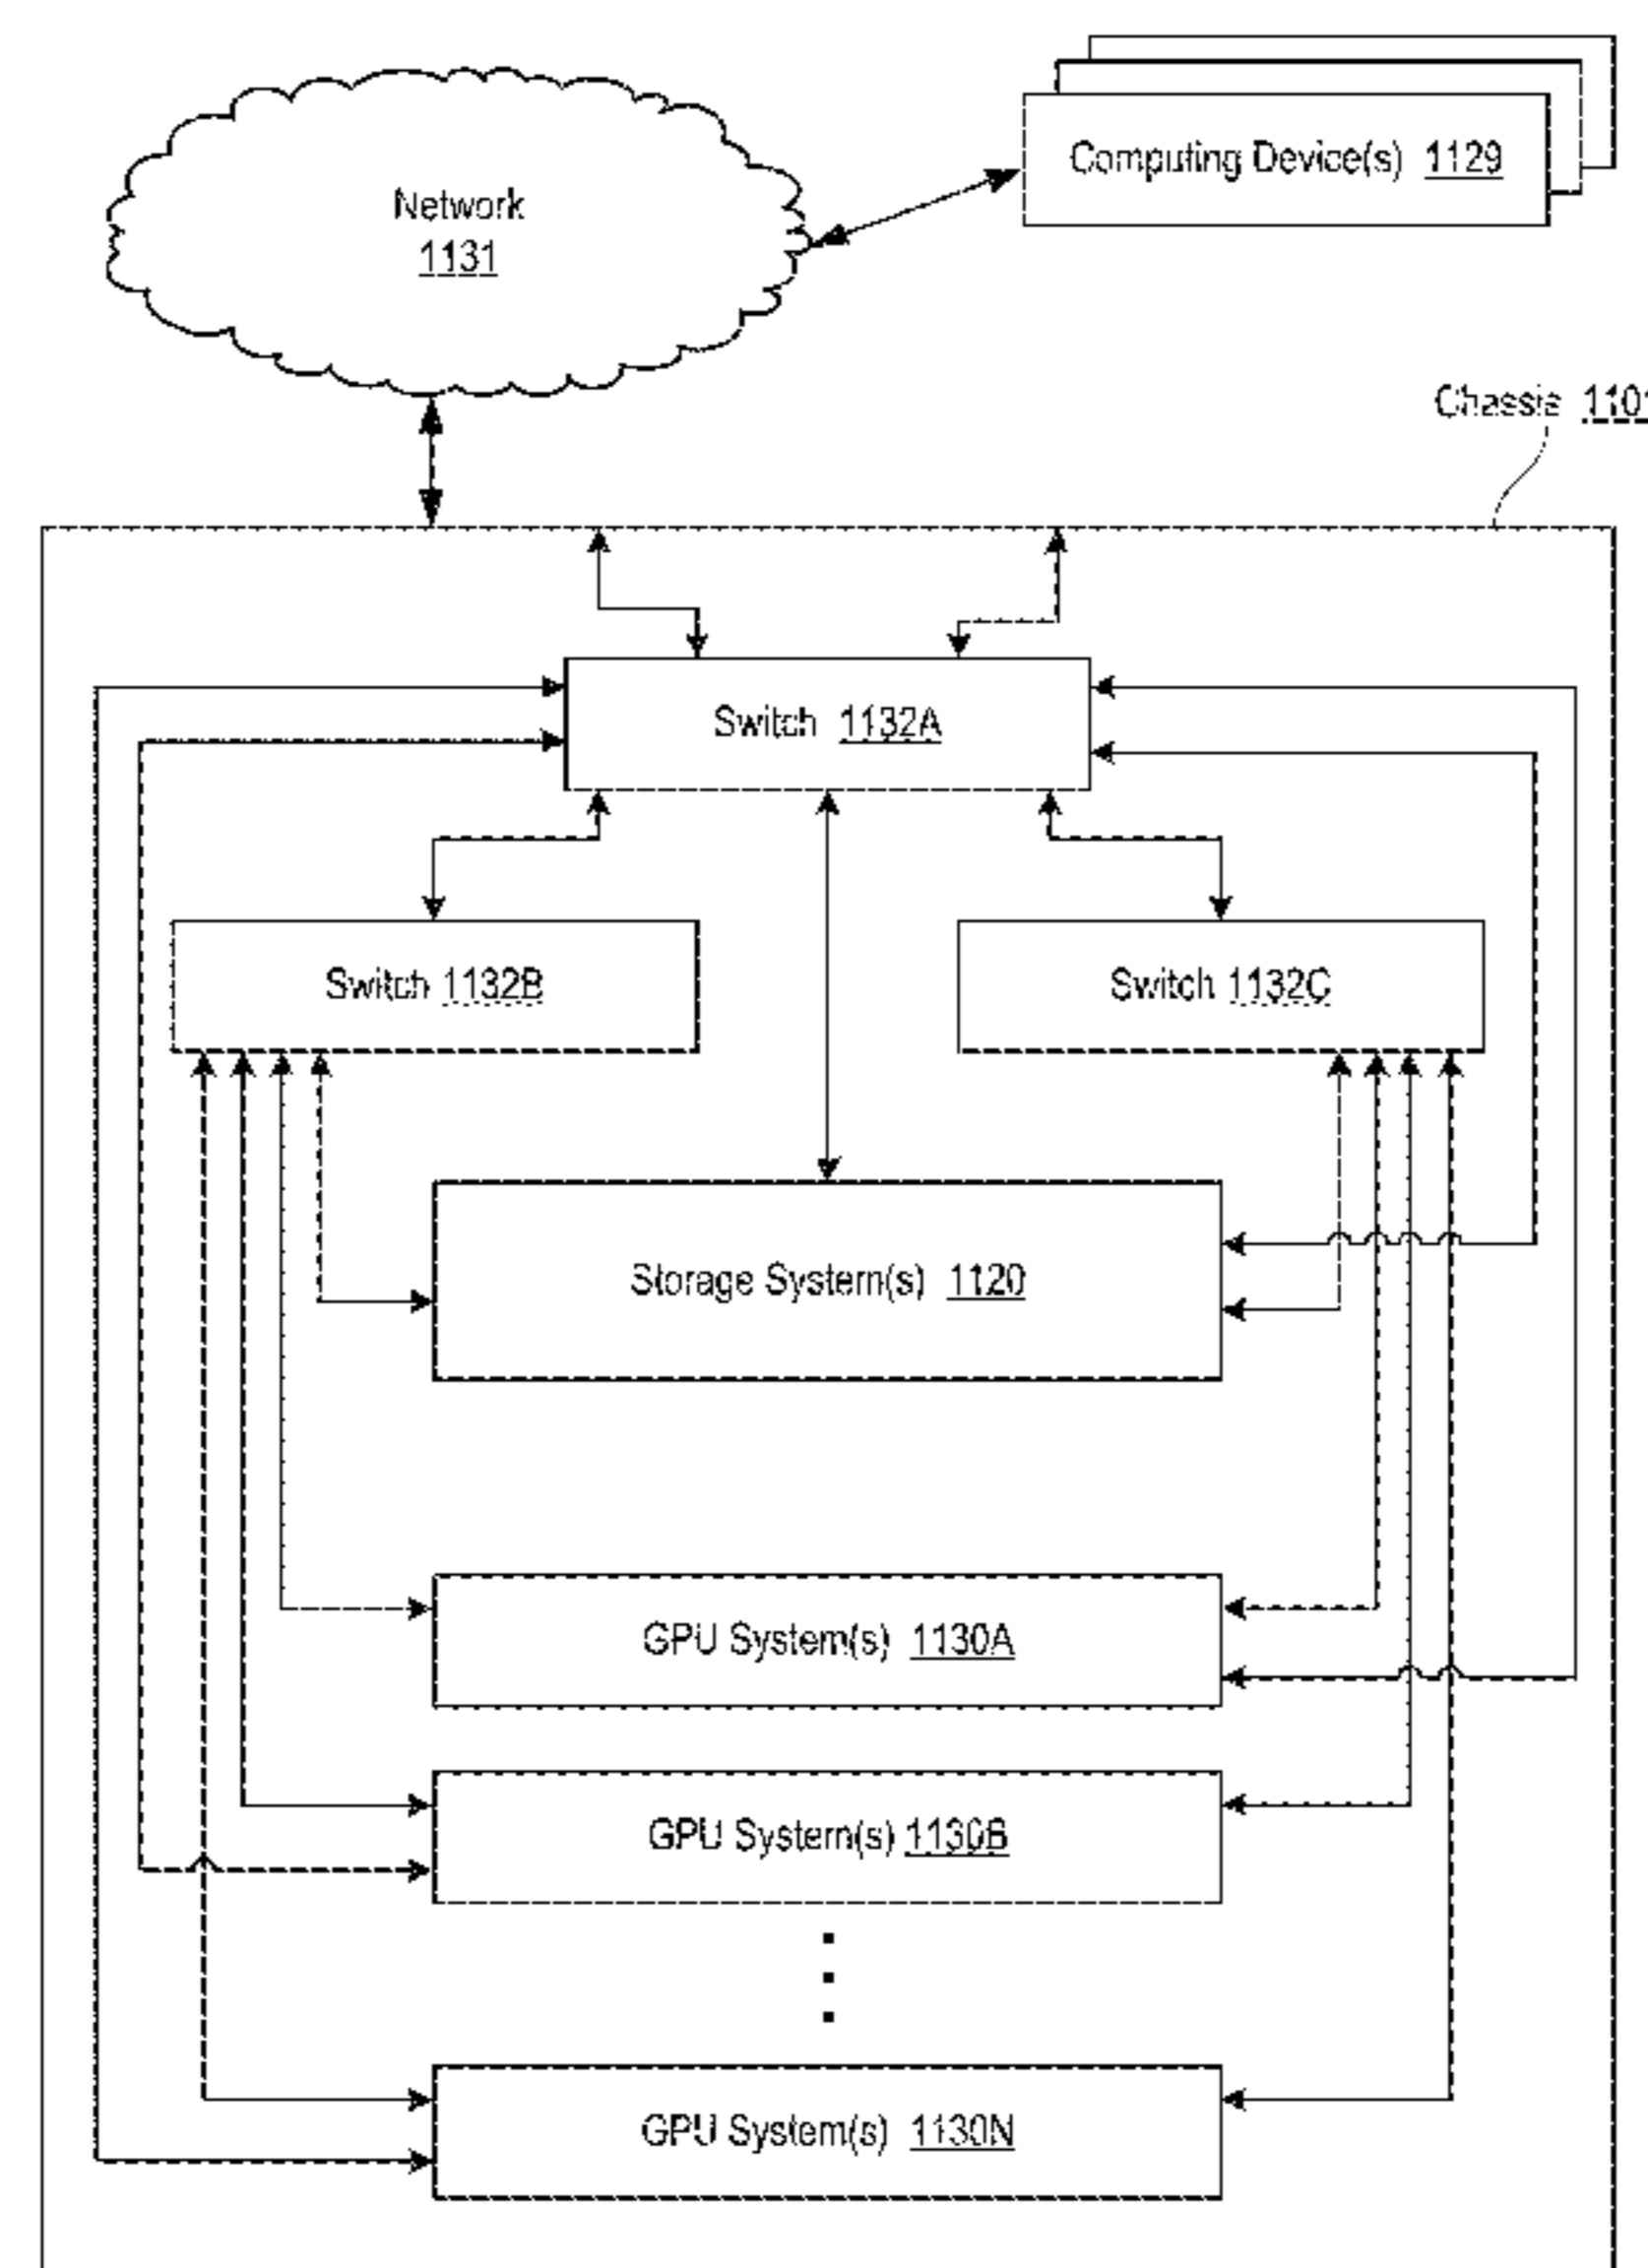 Computing Device(s) 1129
Network
1131
Chassis 1101
Switch 1132A
Switch 1132B
Switch 1132C
Storage System(s) 1120
GPU System(s) 1130A
GPU System(s) 1130B
GPU System(s) 1130N